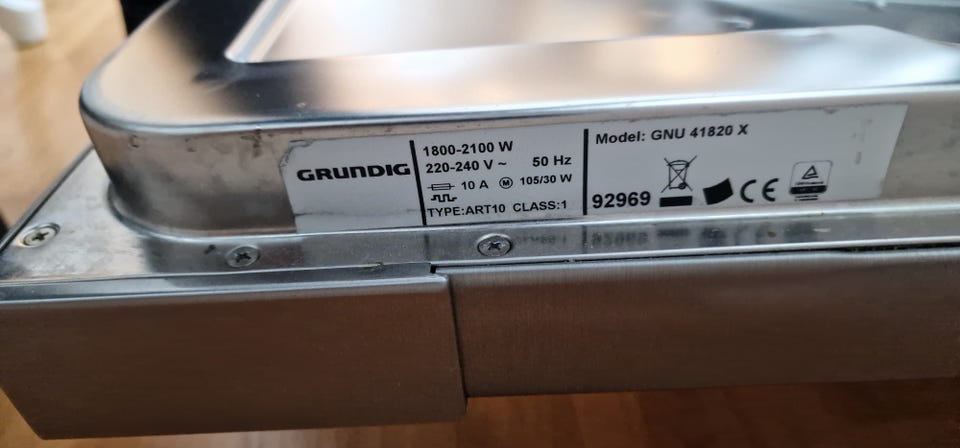 GRUNDIG
1800-2100 W
220-240 V ~ 50 Hz
10 A M 105/30 W
TYPE:ART10 CLASS:1
Model: GNU 41820 X
92969
CE